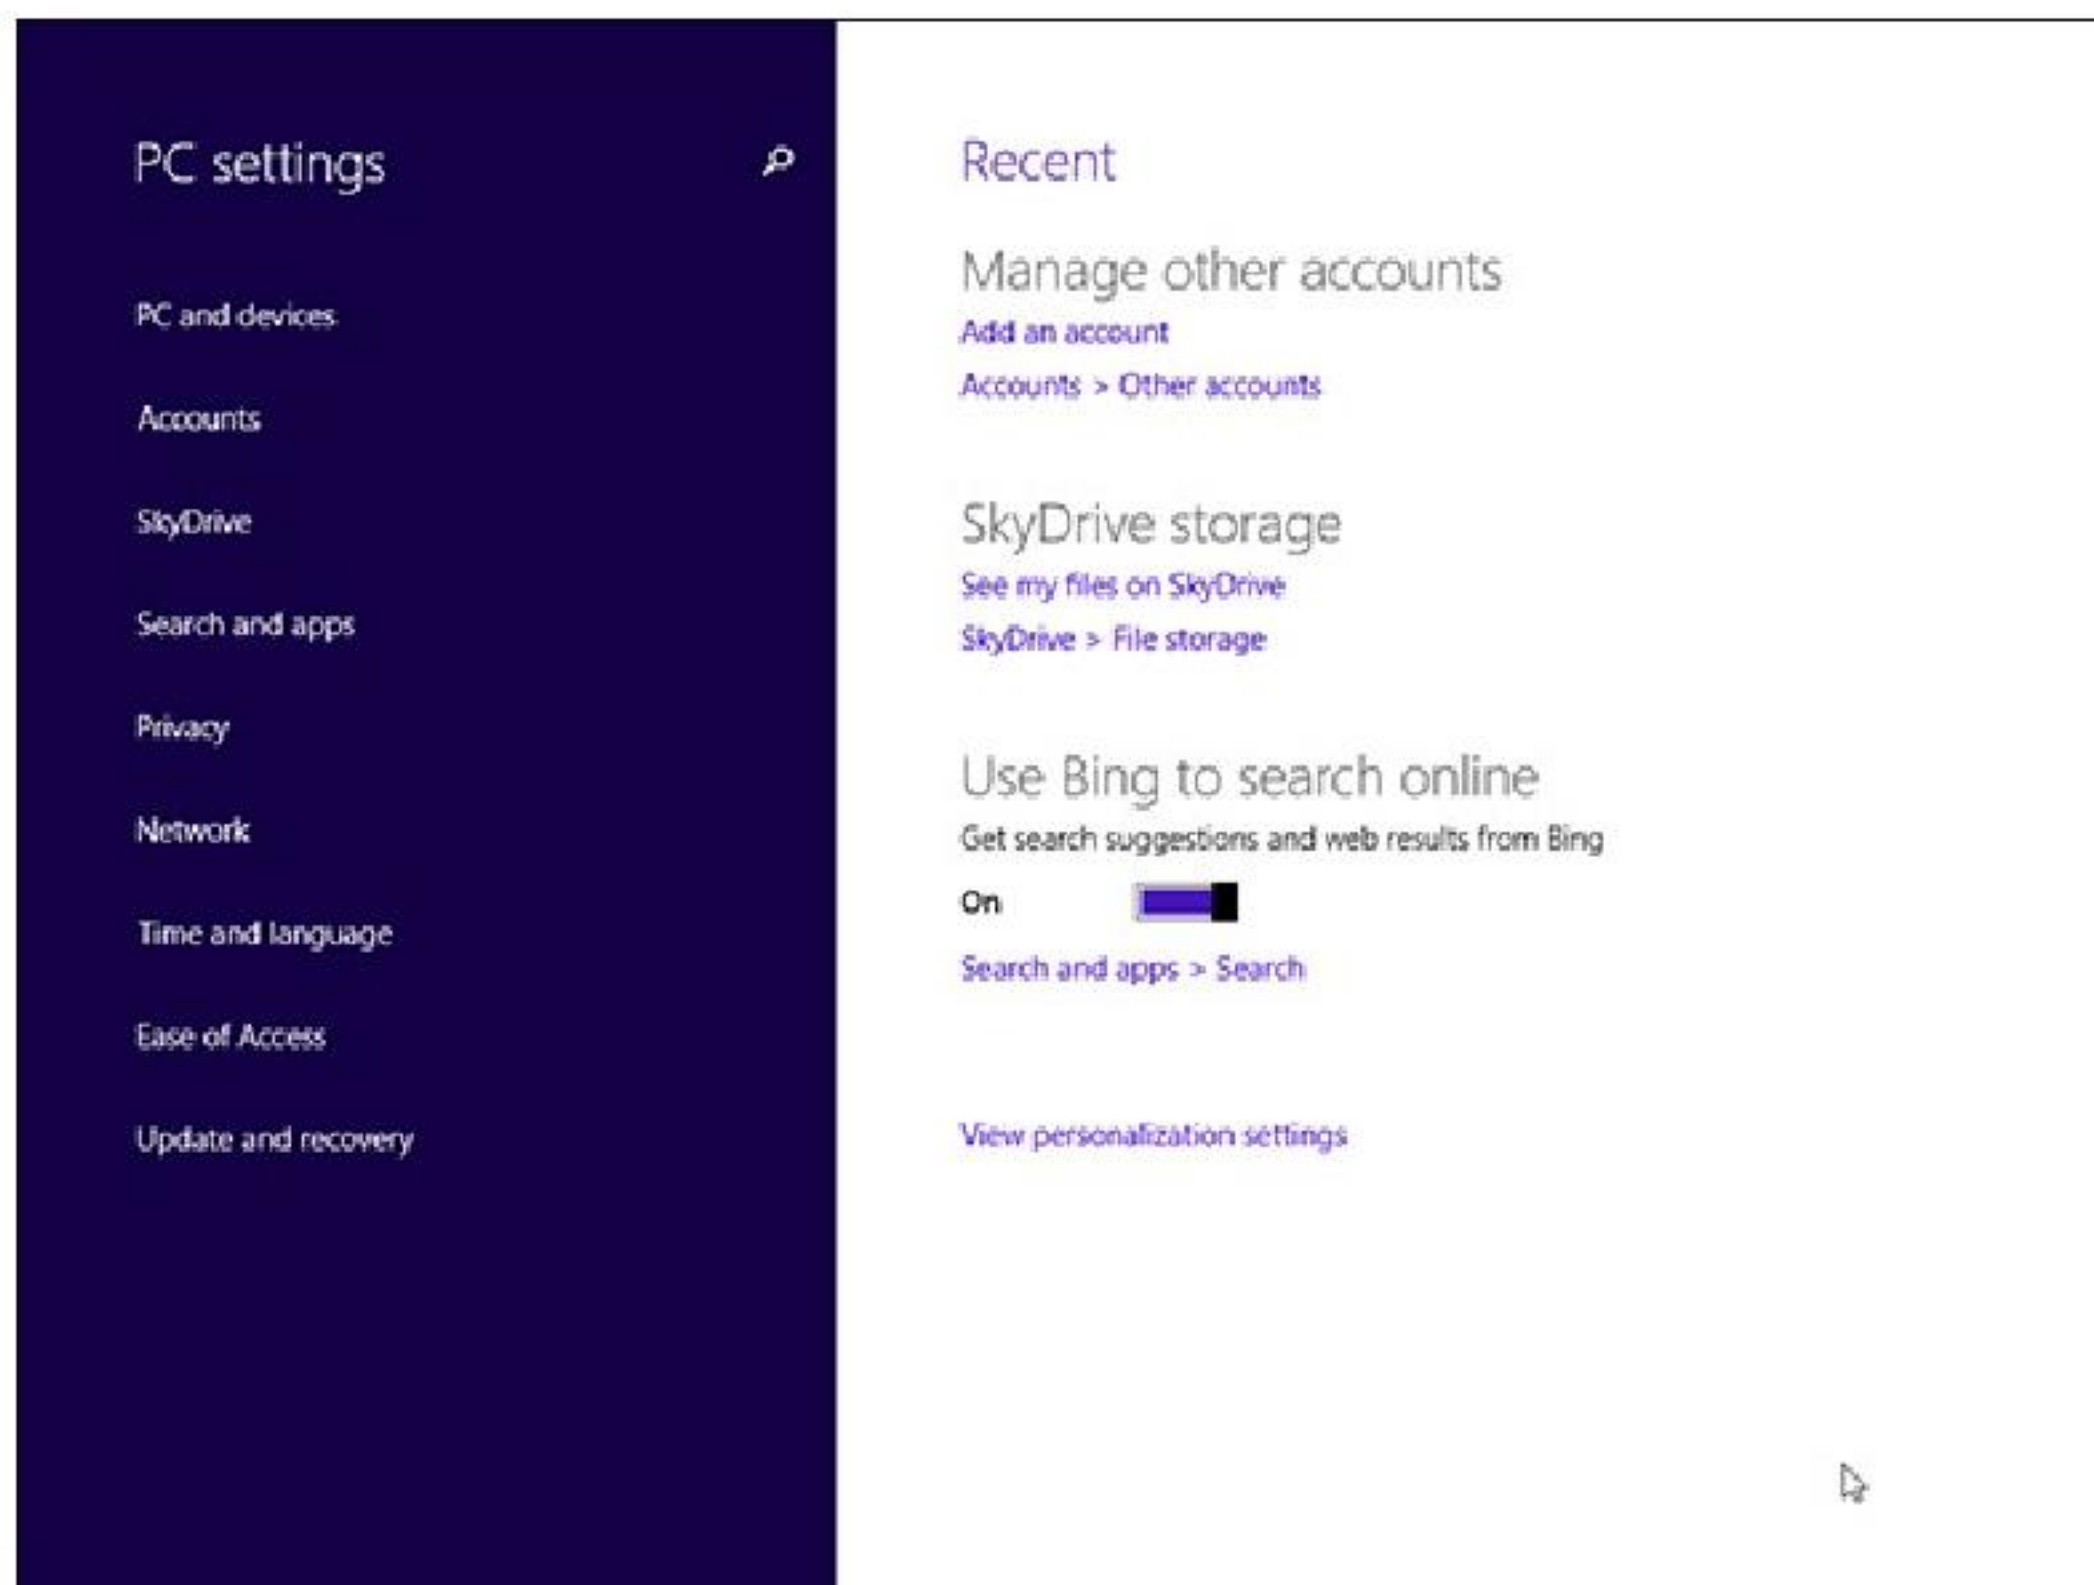 PC settings
PC and devices
Accounts
SkyDrive
Search and apps
Privacy
Network
Time and language
Ease of Access
Update and recovery
Recent
Manage other accounts
Add an account
Accounts > Other accounts
SkyDrive storage
See my files on SkyDrive
SkyDrive > File storage
Use Bing to search online
Get search suggestions and web results from Bing
On
Search and apps > Search
View personalization settings